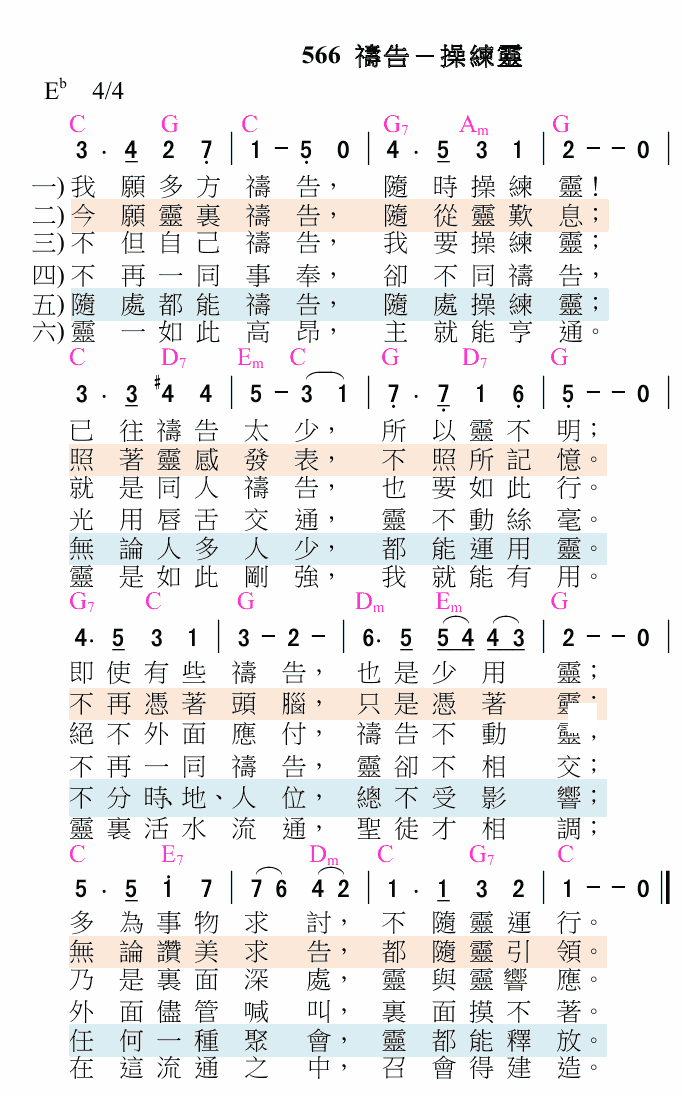 566 禱告－操練靈
E♭ 4/4
C G C G7 Am G
3 . 4 2 7 | 1 － 5 0 | 4 . 5 3 1 | 2 － － 0 |
一) 我願多方禱告，隨時操練靈！
二) 今願靈裏禱告，隨從靈歎息；
三) 不但自己禱告，我要操練靈；
四) 不再一同事奉，卻不同禱告，
五) 隨處都能禱告，隨處操練靈；
六) 靈一如此高昂，主就能亨通。
C D7 Em C G D7 G
3 . 3 #4 4 | 5 － 3 1 | 7 . 7 1 6 | 5 － － 0 |
已往禱告太少，所以靈不明；
照著靈感發表，不照所記憶。
就是同人禱告，也要如此行。
光用唇舌交通，靈不動絲毫。
無論人多人少，都能運用靈。
靈是如此剛強，我就能有用。
G7 C G Dm Em G
4 . 5 3 1 | 3 － 2 － | 6 . 5 5 4 4 3 | 2 － － 0 |
即使有些禱告，也是少用靈；
不再憑著頭腦，只是憑著靈；
絕不外面應付，禱告不動靈，
不再一同禱告，靈卻不相交；
不分時、地、人位，總不受影響；
靈裏活水流通，聖徒才相調；
C E7 Dm C G7 C
5 . 5 1 7 | 7 6 4 2 | 1 . 1 3 2 | 1 － － 0 ‖
多為事物求討，不隨靈運行。
無論讚美求告，都隨靈引領。
乃是裏面深處，靈與靈響應。
外面儘管喊叫，裏面摸不著。
任何一種聚會，靈都能釋放。
在這流通之中，召會得建造。